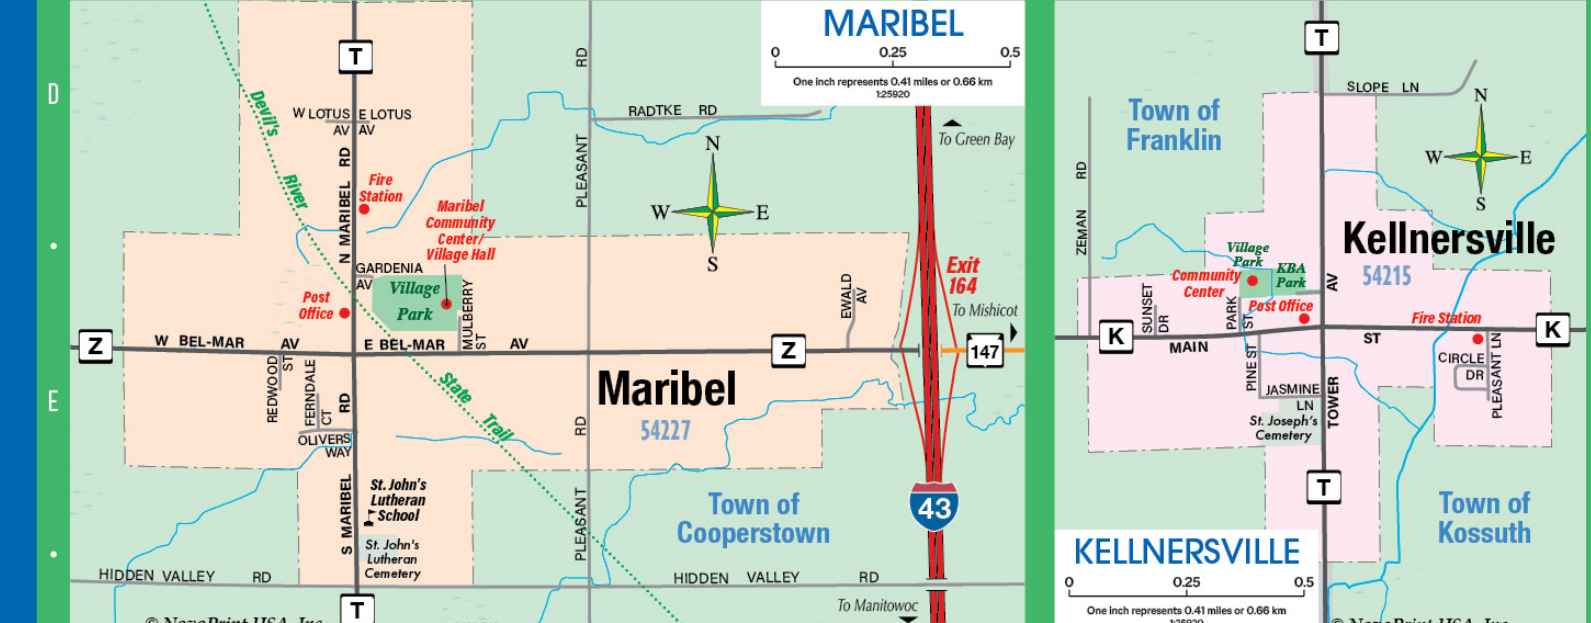 D
E
T
W LOTUS
AV
E LOTUS
AV
Devil's
River
State
Trail
N MARIBEL RD
Fire
Station
Maribel
Community
Center/
Village Hall
GARDENIA
AV
Village
Park
Post
Office
MULBERRY
ST
Z
W BEL-MAR AV
E BEL-MAR AV
Z
REDWOOD
ST
FERNDALE
CT
OLIVERS
WAY
S MARIBEL RD
St. John's
Lutheran
School
St. John's
Lutheran
Cemetery
HIDDEN VALLEY RD
HIDDEN VALLEY RD
T
PLEASANT RD
PLEASANT RD
RADTKE RD
MARIBEL
0 0.25 0.5
One inch represents 0.41 miles or 0.66 km
1:25920
N
W E
S
To Green Bay
Exit
164
To Mishicot
147
EWALD
AV
Maribel
54227
Town of
Cooperstown
43
To Manitowoc
T
SLOPE LN
Town of
Franklin
ZEMAN RD
N
W E
S
Kellnersville
54215
Village
Park
KBA
Park
Community
Center
Post Office
Fire Station
SUNSET
DR
PARK
ST
K
MAIN ST
K
TOWER AV
PINE ST
JASMINE
LN
St. Joseph's
Cemetery
CIRCLE
DR
PLEASANT LN
T
Town of
Kossuth
KELLNERSVILLE
0 0.25 0.5
One inch represents 0.41 miles or 0.66 km